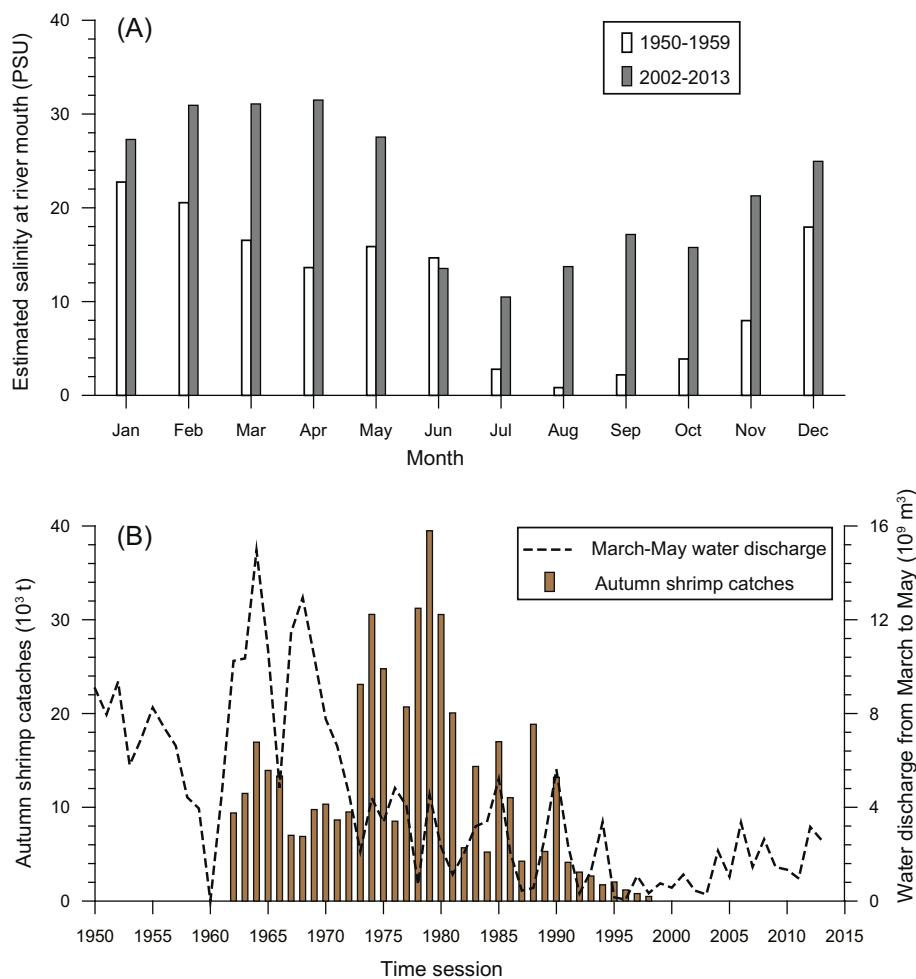 (A)
1950-1959
2002-2013
Estimated salinity at river mouth (PSU)
40
30
20
10
0
Jan Feb Mar Apr May Jun Jul Aug Sep Oct Nov Dec
Month
(B)
March-May water discharge
Autumn shrimp catches
Autumn shrimp cataches (10³ t)
40
30
20
10
0
Water discharge from March to May (10⁹ m³)
16
12
8
4
0
1950 1955 1960 1965 1970 1975 1980 1985 1990 1995 2000 2005 2010 2015
Time session